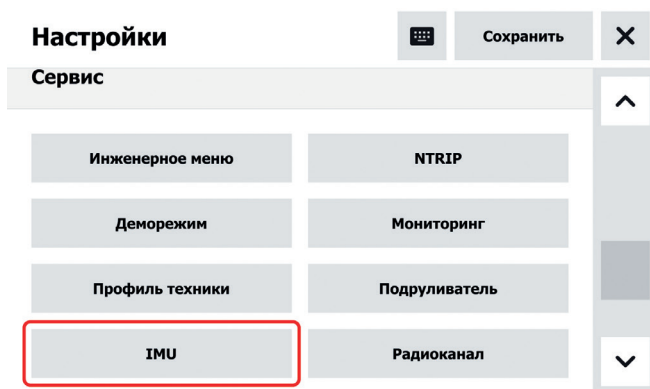 Настройки
Сохранить
Сервис
Инженерное меню
NTRIP
Деморежим
Мониторинг
Профиль техники
Подруливатель
IMU
Радиоканал